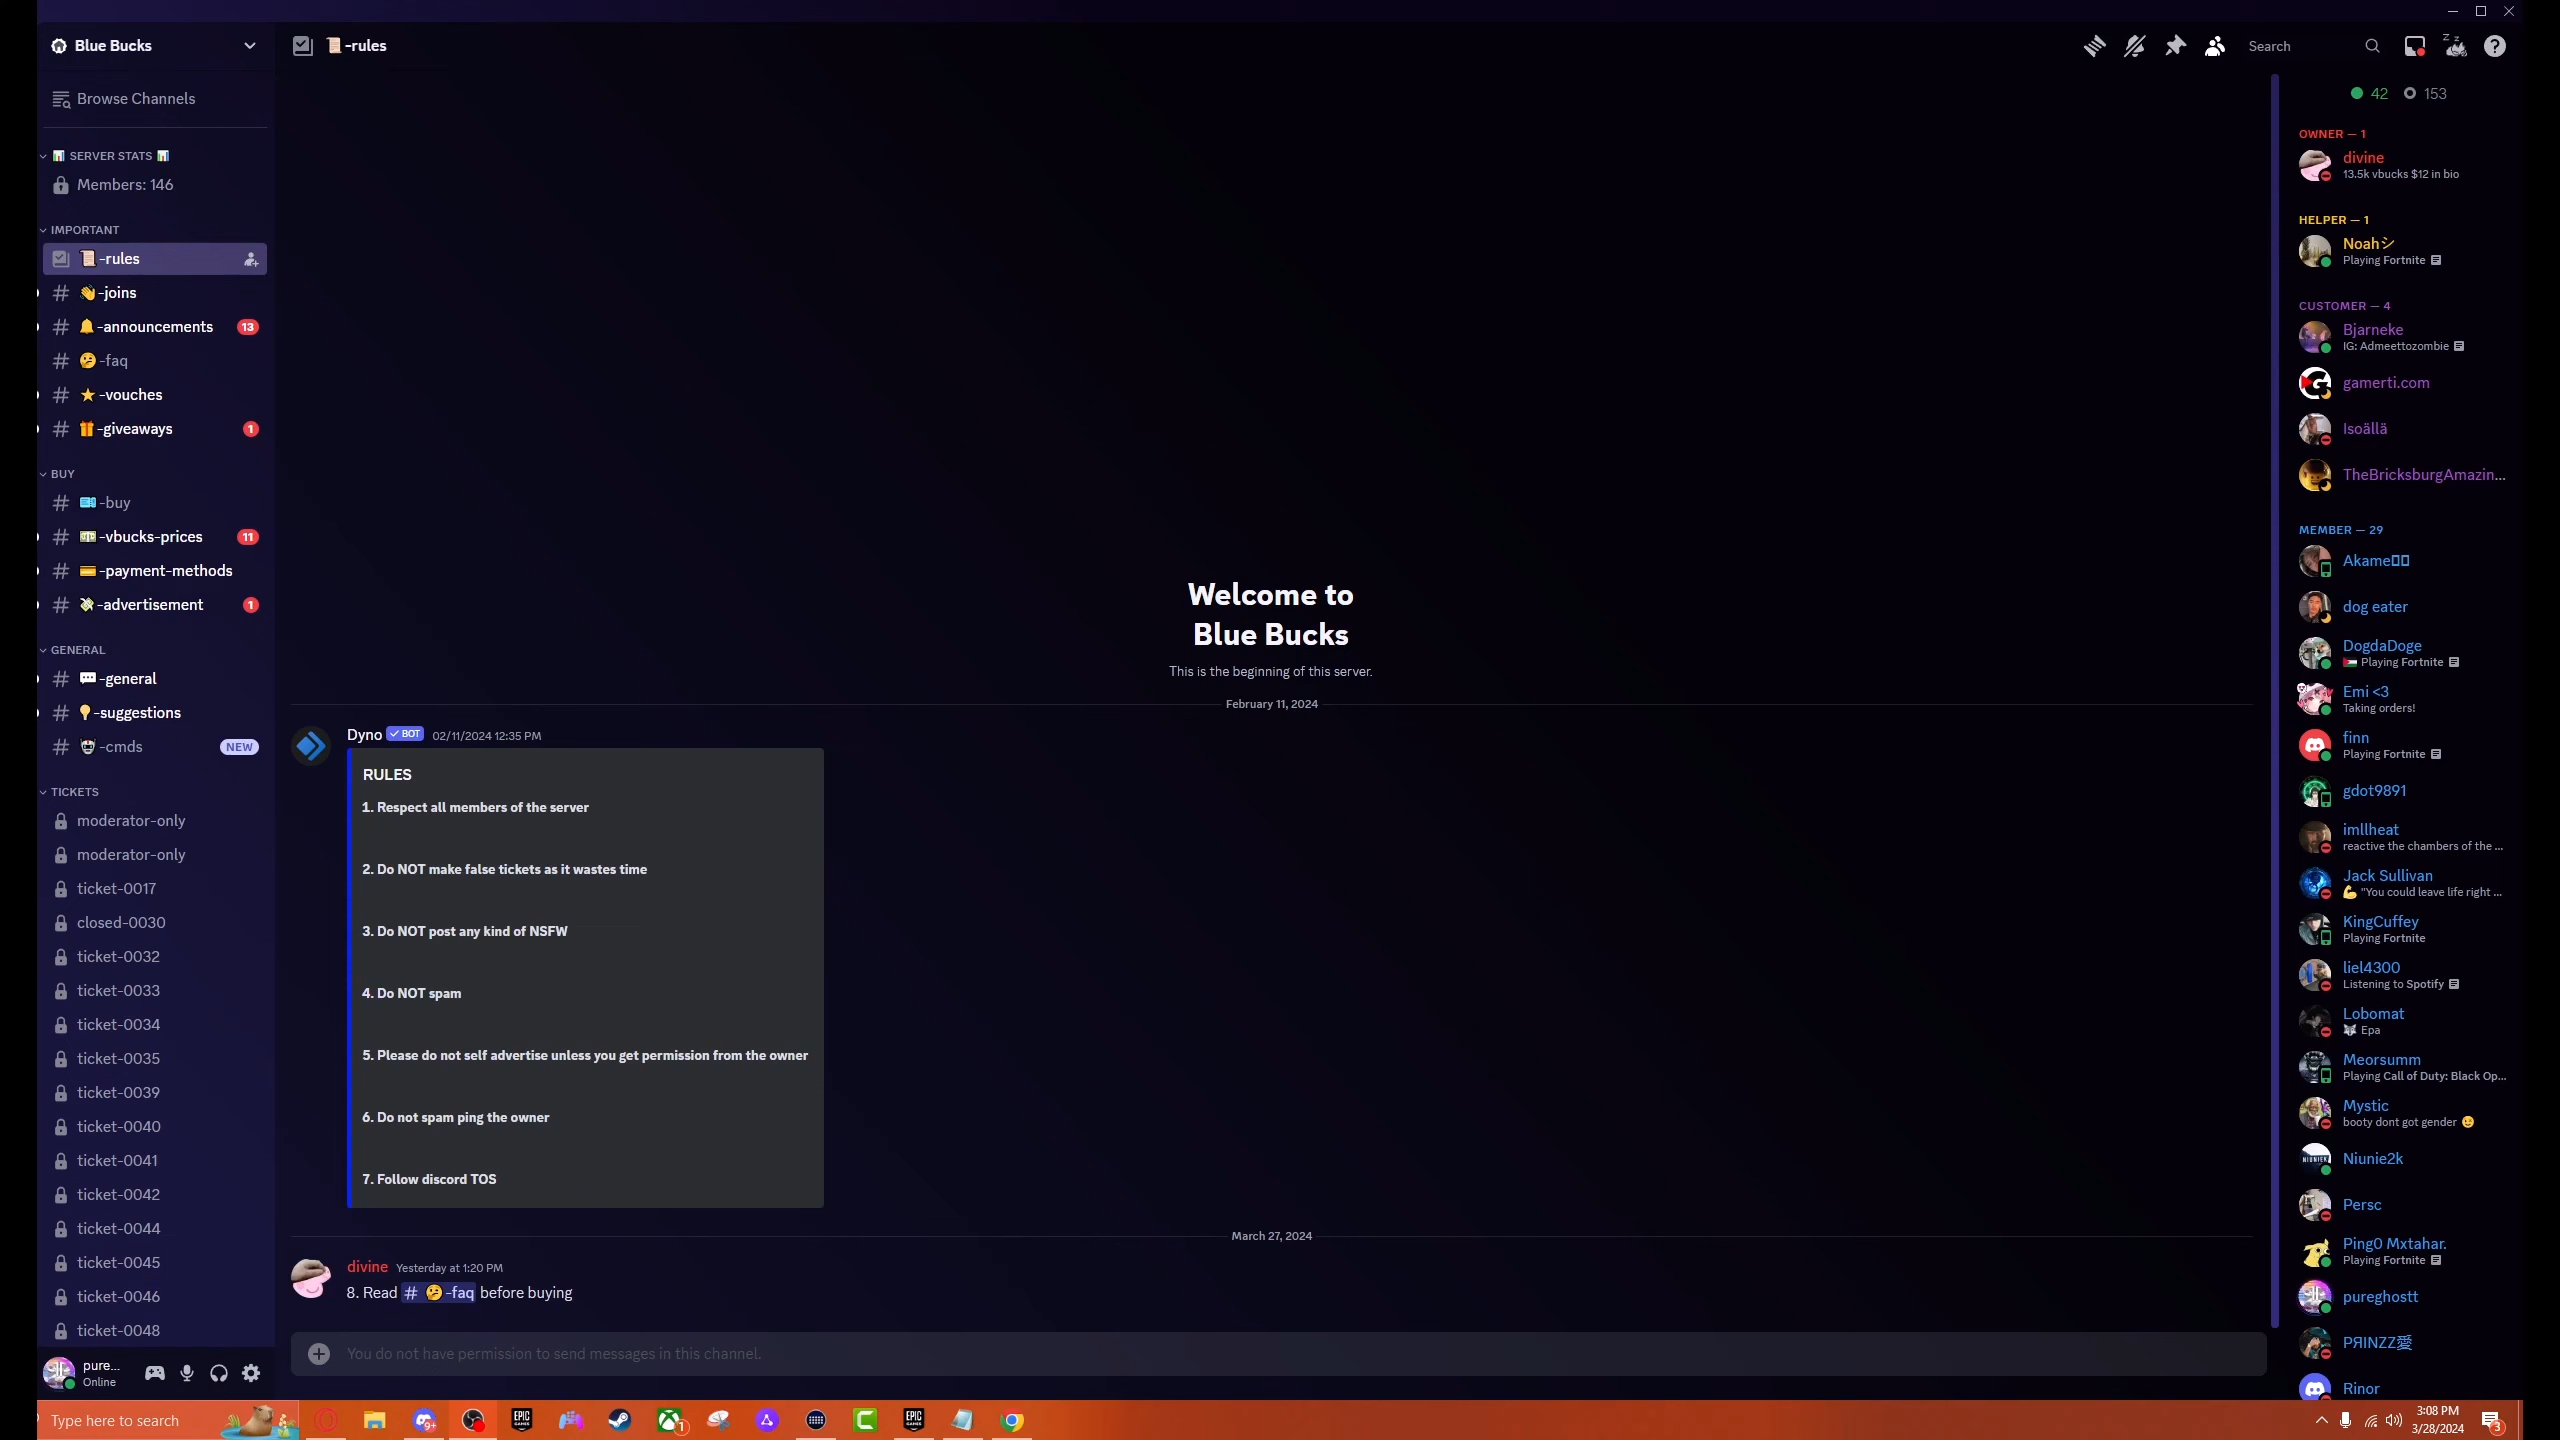 Blue Bucks
Browse Channels
📊 SERVER STATS 📊
Members: 146
IMPORTANT
📜-rules
👋-joins
🔔-announcements 13
🤔-faq
⭐-vouches
🎁-giveaways 1
BUY
🎟️-buy
💵-vbucks-prices 11
💳-payment-methods
💸-advertisement 1
GENERAL
💬-general
💡-suggestions
🤖-cmds NEW
TICKETS
moderator-only
moderator-only
ticket-0017
closed-0030
ticket-0032
ticket-0033
ticket-0034
ticket-0035
ticket-0039
ticket-0040
ticket-0041
ticket-0042
ticket-0044
ticket-0045
ticket-0046
ticket-0048
pure...
Online
📜-rules
Search
Welcome to
Blue Bucks
This is the beginning of this server.
February 11, 2024
Dyno BOT 02/11/2024 12:35 PM
RULES
1. Respect all members of the server
2. Do NOT make false tickets as it wastes time
3. Do NOT post any kind of NSFW
4. Do NOT spam
5. Please do not self advertise unless you get permission from the owner
6. Do not spam ping the owner
7. Follow discord TOS
March 27, 2024
divine Yesterday at 1:20 PM
8. Read # 🤔-faq before buying
You do not have permission to send messages in this channel.
42 153
OWNER — 1
divine
13.5k vbucks $12 in bio
HELPER — 1
Noahシ
Playing Fortnite
CUSTOMER — 4
Bjarneke
IG: Admeettozombie
gamerti.com
Isoällä
TheBricksburgAmazin...
MEMBER — 29
Akame
dog eater
DogdaDoge
🇵🇸 Playing Fortnite
Emi <3
Taking orders!
finn
Playing Fortnite
gdot9891
imllheat
reactive the chambers of the ...
Jack Sullivan
💪 "You could leave life right ...
KingCuffey
Playing Fortnite
liel4300
Listening to Spotify
Lobomat
🐺 Epa
Meorsumm
Playing Call of Duty: Black Op...
Mystic
booty dont got gender 😉
Niunie2k
Persc
Ping0 Mxtahar.
Playing Fortnite
pureghostt
PЯINZZ愛
Rinor
Type here to search
9+
EPIC
GAMES
1
EPIC
GAMES
3:08 PM
3/28/2024
3